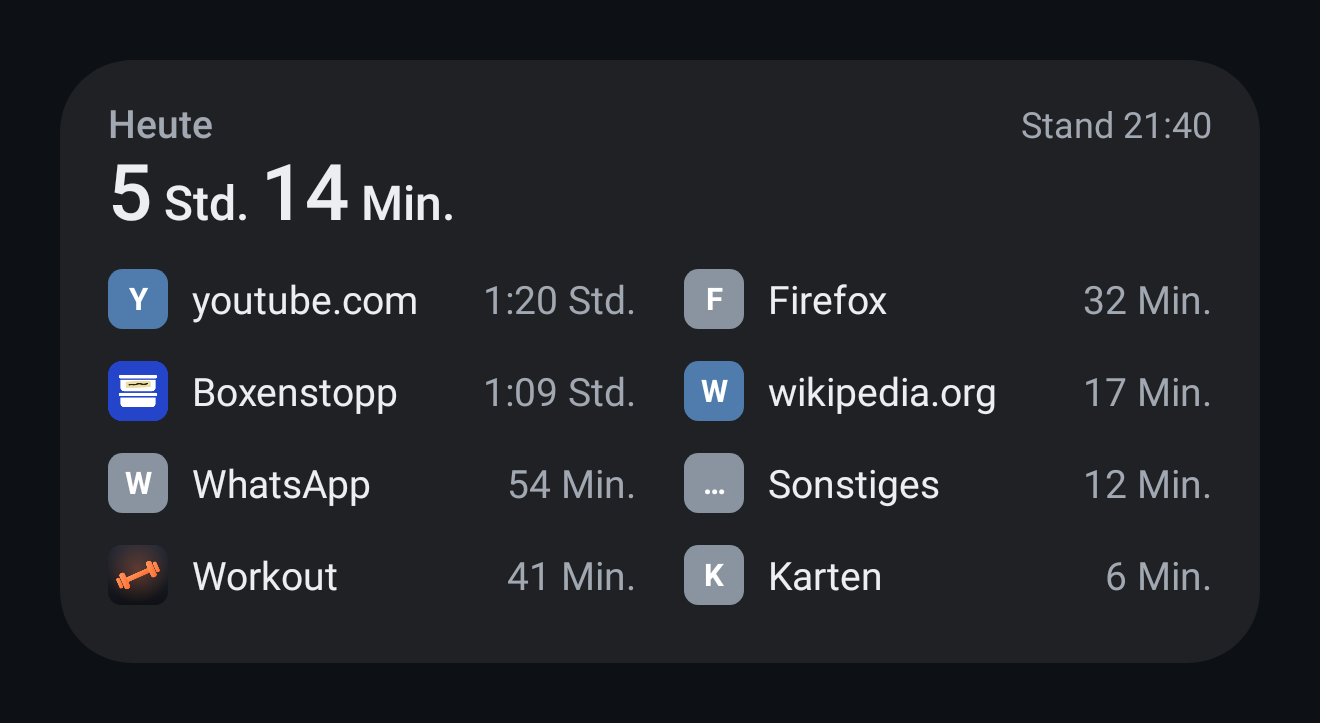 Heute
Stand 21:40
5 Std. 14 Min.
Y youtube.com 1:20 Std.
F Firefox 32 Min.
Boxenstopp 1:09 Std.
W wikipedia.org 17 Min.
W WhatsApp 54 Min.
... Sonstiges 12 Min.
Workout 41 Min.
K Karten 6 Min.